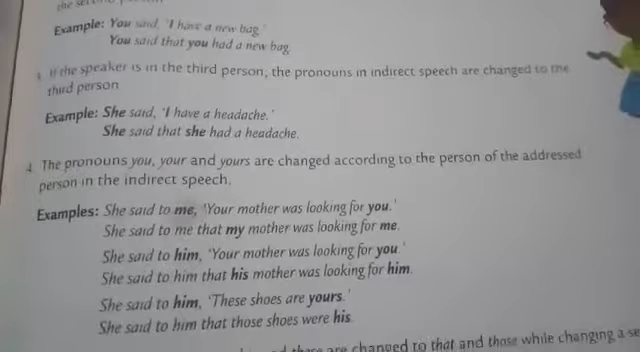 Example: You said, 'I have a new bag.'
You said that you had a new bag.
3. If the speaker is in the third person, the pronouns in indirect speech are changed to the
third person
Example: She said, 'I have a headache.'
She said that she had a headache.
4. The pronouns you, your and yours are changed according to the person of the addressed
person in the indirect speech.
Examples: She said to me, 'Your mother was looking for you.'
She said to me that my mother was looking for me.
She said to him, 'Your mother was looking for you.'
She said to him that his mother was looking for him.
She said to him, 'These shoes are yours.'
She said to him that those shoes were his
are changed to that and those while changing a